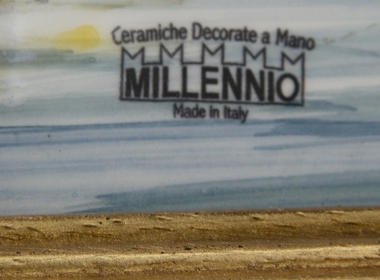 Ceramiche Decorate a Mano
MILLENNIO
Made in Italy